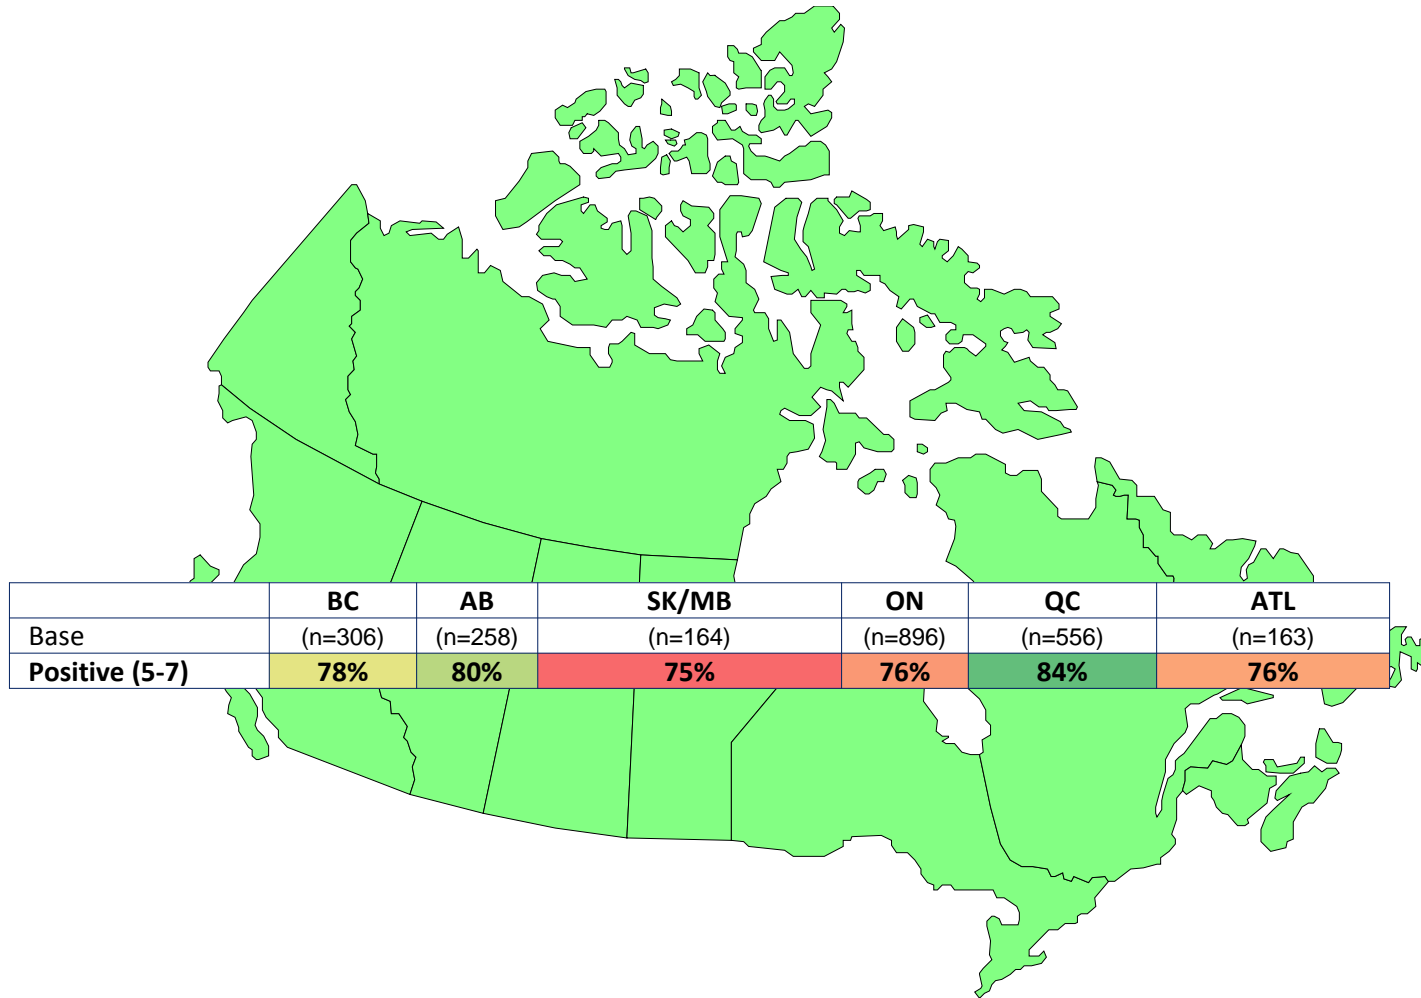 BC AB SK/MB ON QC ATL
Base (n=306) (n=258) (n=164) (n=896) (n=556) (n=163)
Positive (5-7) 78% 80% 75% 76% 84% 76%